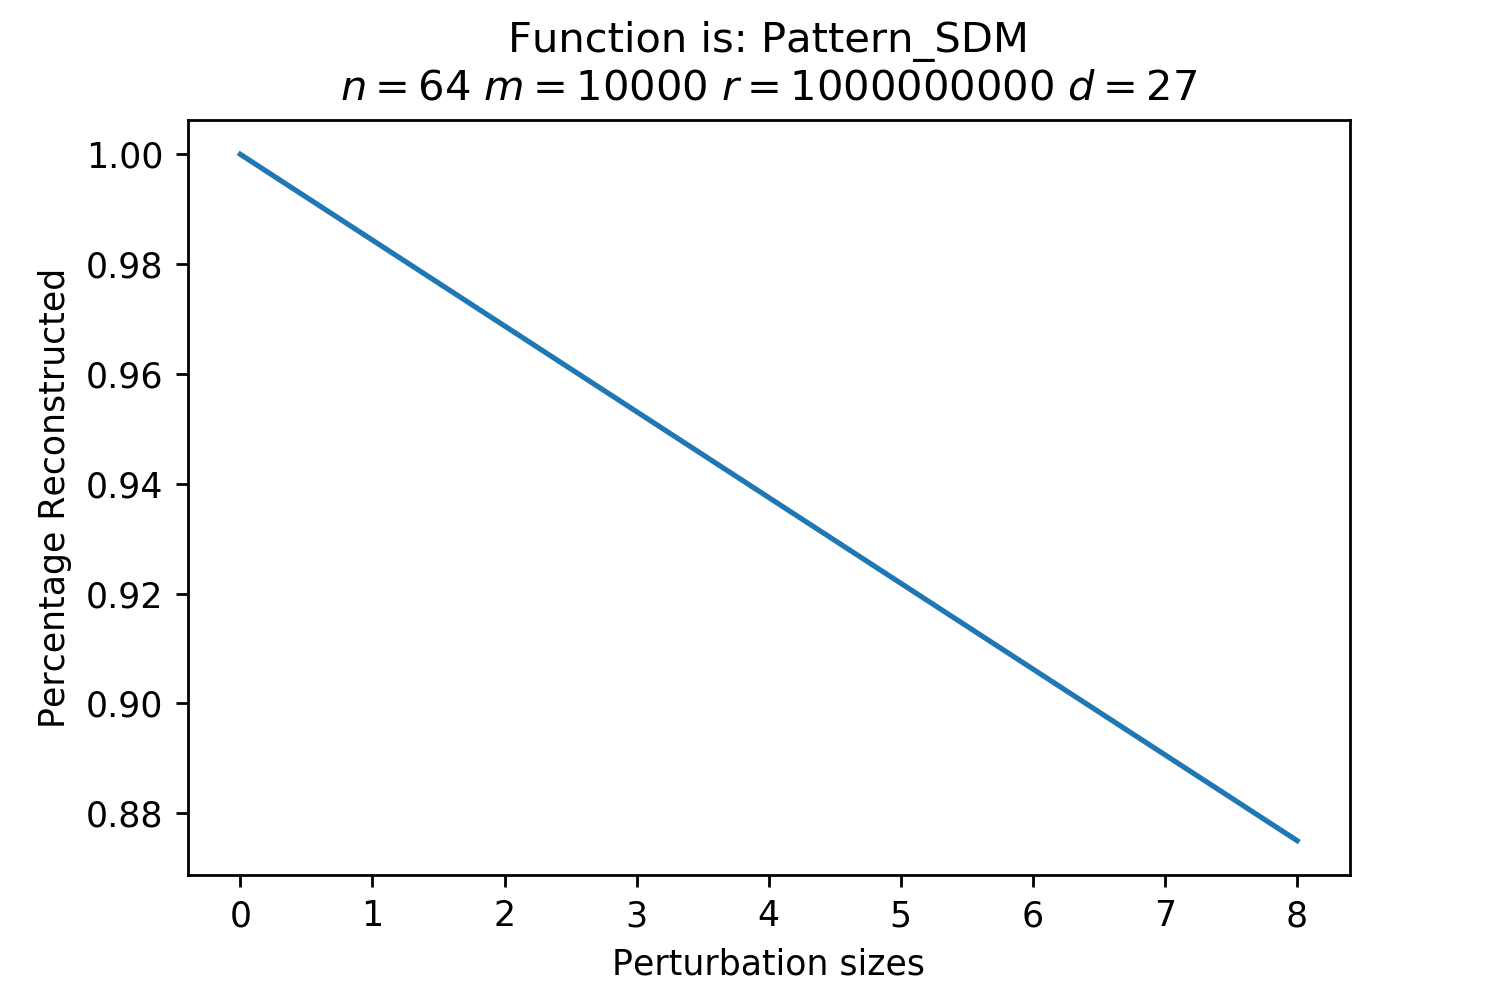 Function is: Pattern_SDM
n = 64 m = 10000 r = 1000000000 d = 27
1.00
0.98
0.96
0.94
0.92
0.90
0.88
Percentage Reconstructed
0 1 2 3 4 5 6 7 8
Perturbation sizes